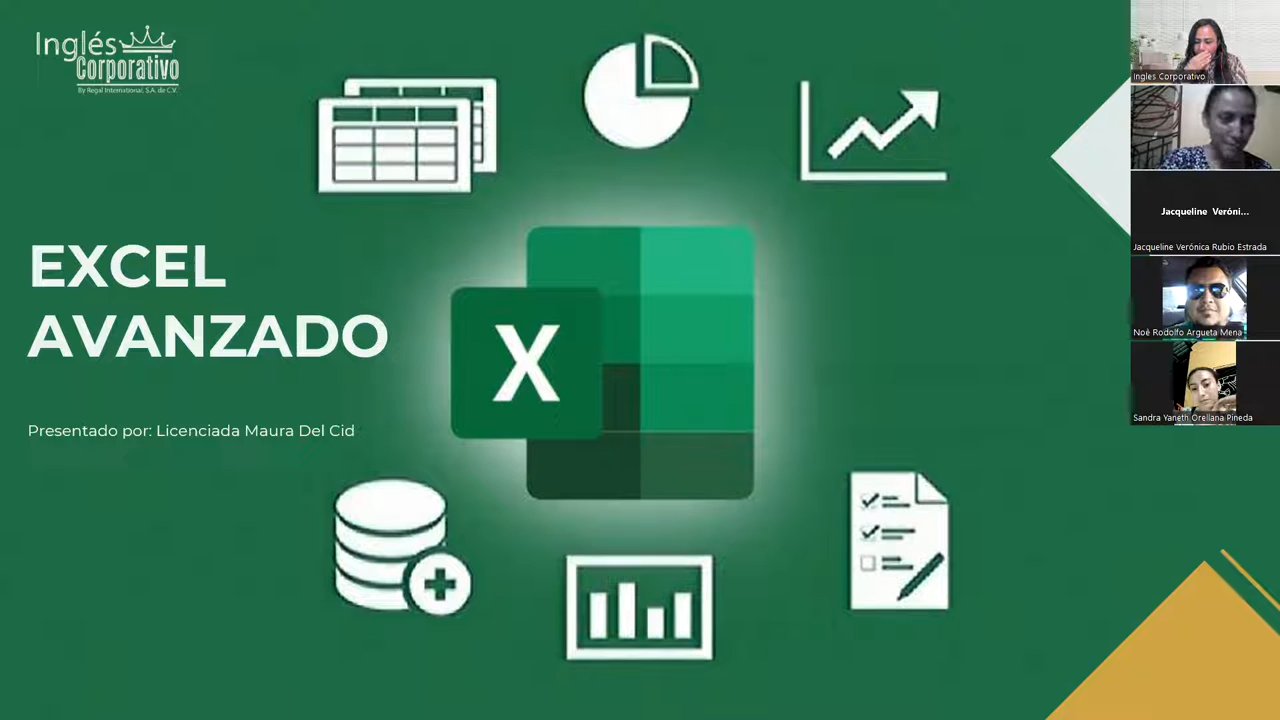 Inglés
Corporativo
By Regal International, S.A. de C.V.
EXCEL
AVANZADO
Presentado por: Licenciada Maura Del Cid
X
Ingles Corporativo
Jacqueline Veróni...
Jacqueline Verónica Rubio Estrada
Noé Rodolfo Argueta Mena
Sandra Yaneth Orellana Pineda